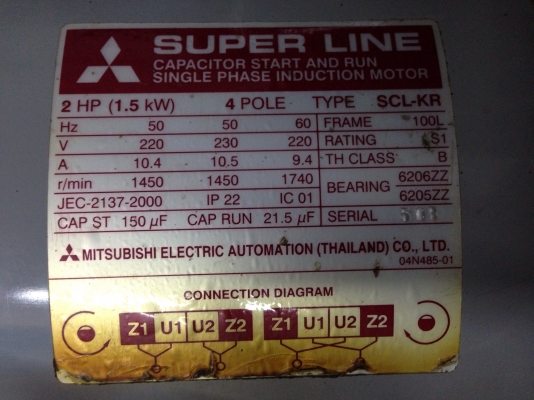 SUPER LINE
CAPACITOR START AND RUN
SINGLE PHASE INDUCTION MOTOR
2 HP (1.5 kW) 4 POLE TYPE SCL-KR
Hz 50 50 60 FRAME 100L
V 220 230 220 RATING S1
A 10.4 10.5 9.4 TH CLASS B
r/min 1450 1450 1740 BEARING 6206ZZ
JEC-2137-2000 IP 22 IC 01 6205ZZ
CAP ST 150 µF CAP RUN 21.5 µF SERIAL
MITSUBISHI ELECTRIC AUTOMATION (THAILAND) CO., LTD.
04N485-01
CONNECTION DIAGRAM
Z1 U1 U2 Z2 Z1 U1 U2 Z2